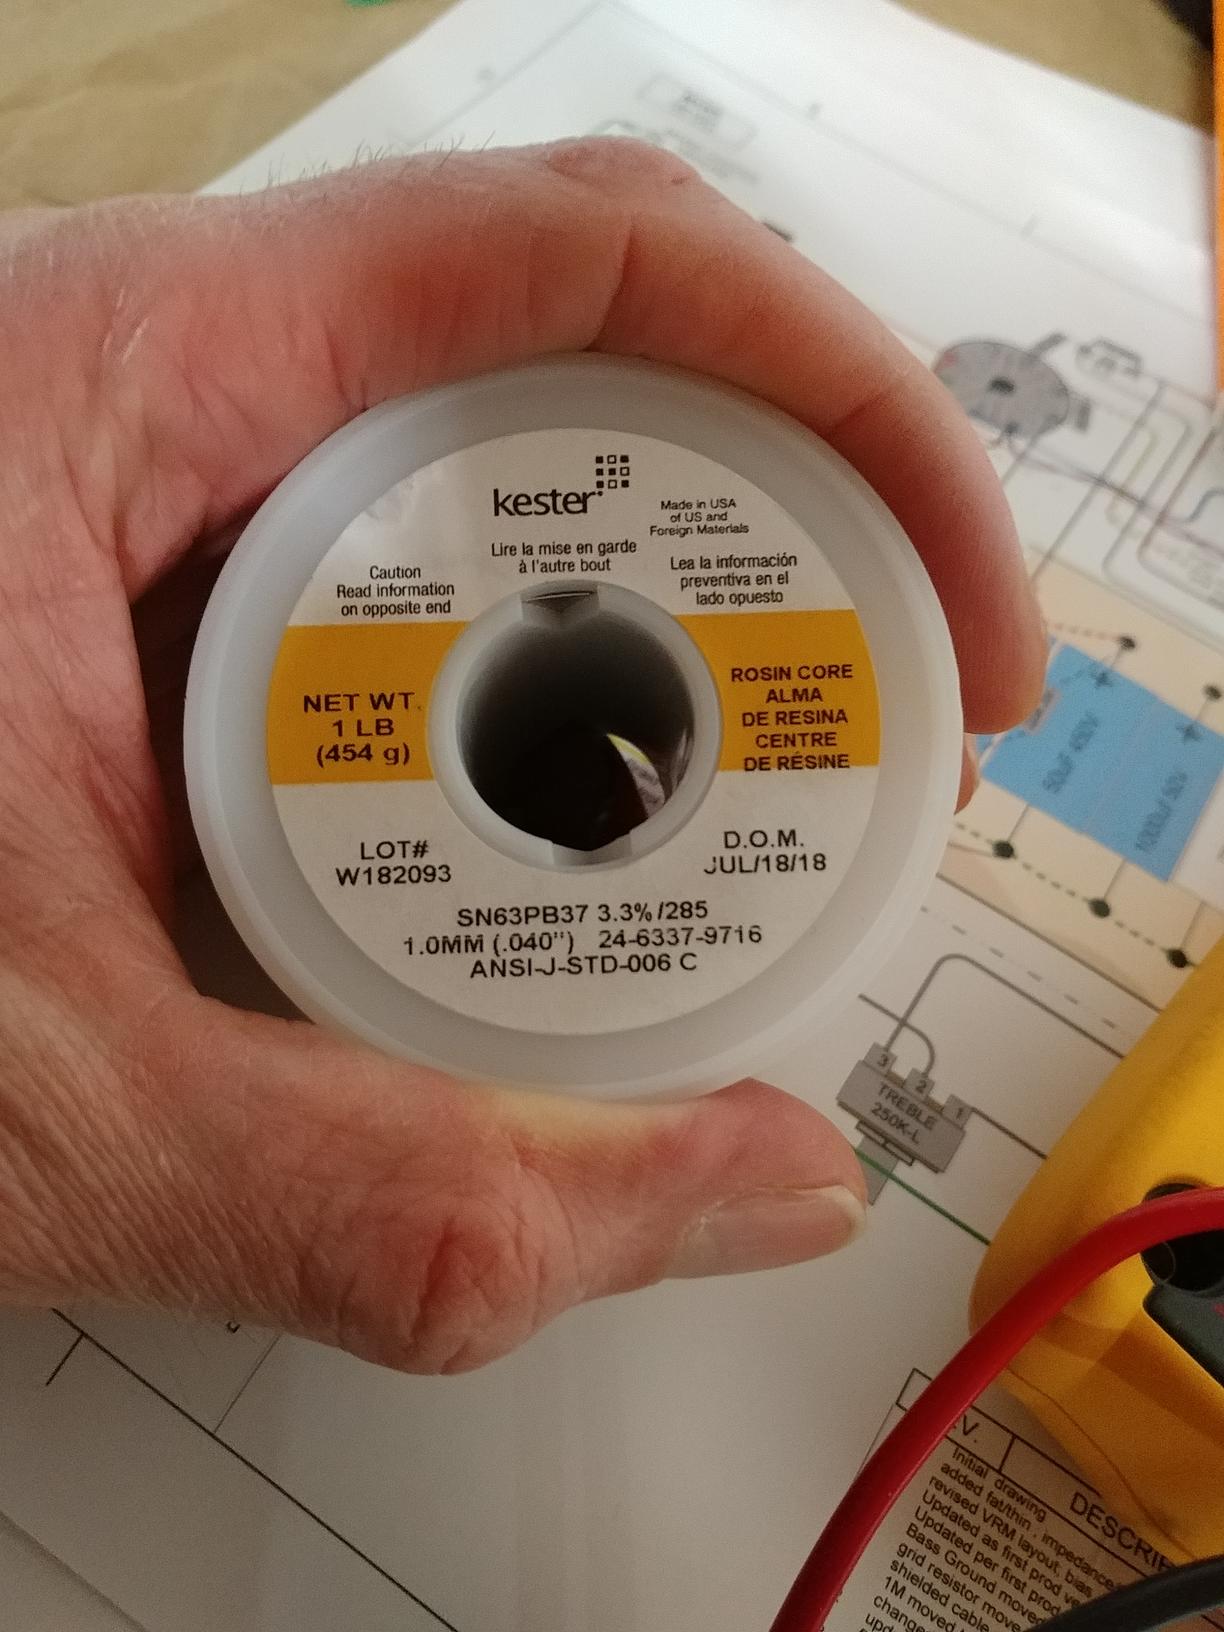 kester
Made in USA
of US and
Foreign Materials
Lire la mise en garde
à l'autre bout
Caution
Read information
on opposite end
Lea la información
preventiva en el
lado opuesto
NET WT.
1 LB
(454 g)
ROSIN CORE
ALMA
DE RESINA
CENTRE
DE RÉSINE
LOT#
W182093
D.O.M.
JUL/18/18
SN63PB37 3.3%/285
1.0MM (.040") 24-6337-9716
ANSI-J-STD-006 C
50uF 450V
3
2
1
TREBLE
250K-L
Initial drawing
added fat/thin, impedance
revised VRM layout, bias
Updated as first prod
Updated per first prod
Bass Ground moved
grid resistor move
shielded cable
1M moved